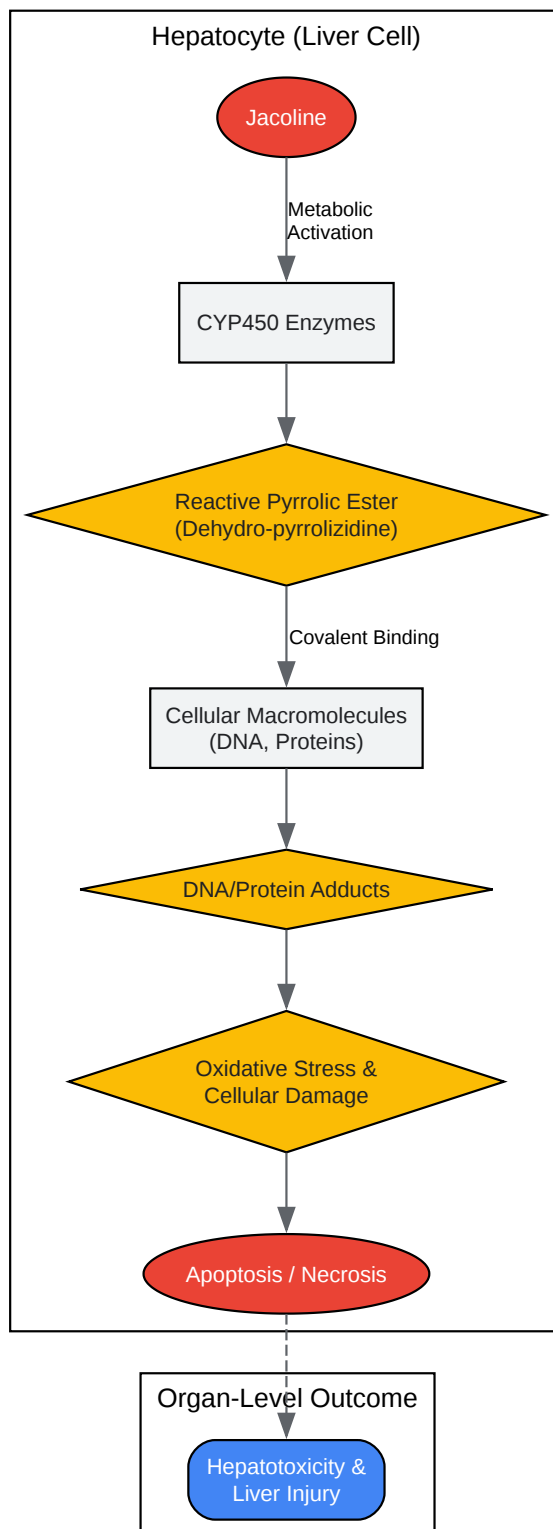 Hepatocyte (Liver Cell)
Jacoline
Metabolic
Activation
CYP450 Enzymes
Reactive Pyrrolic Ester
(Dehydro-pyrrolizidine)
Covalent Binding
Cellular Macromolecules
(DNA, Proteins)
DNA/Protein Adducts
Oxidative Stress &
Cellular Damage
Apoptosis / Necrosis
Organ-Level Outcome
Hepatotoxicity &
Liver Injury